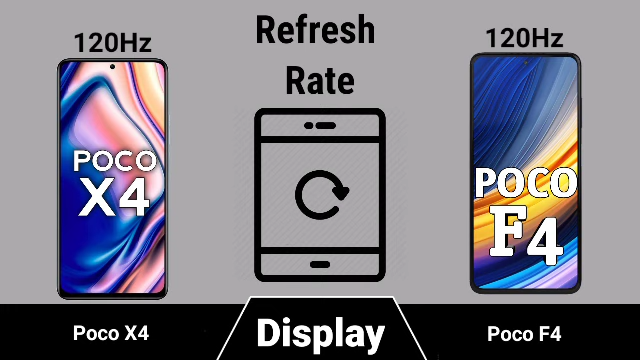 120Hz
Refresh
Rate
120Hz
POCO
X4
POCO
F4
Poco X4
Display
Poco F4